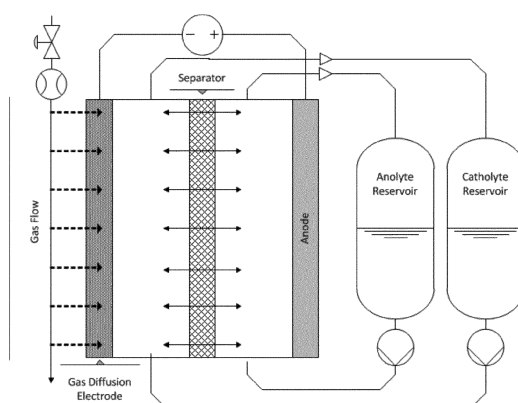 − +
Separator
Gas Flow
Anode
Anolyte
Reservoir
Catholyte
Reservoir
Gas Diffusion
Electrode